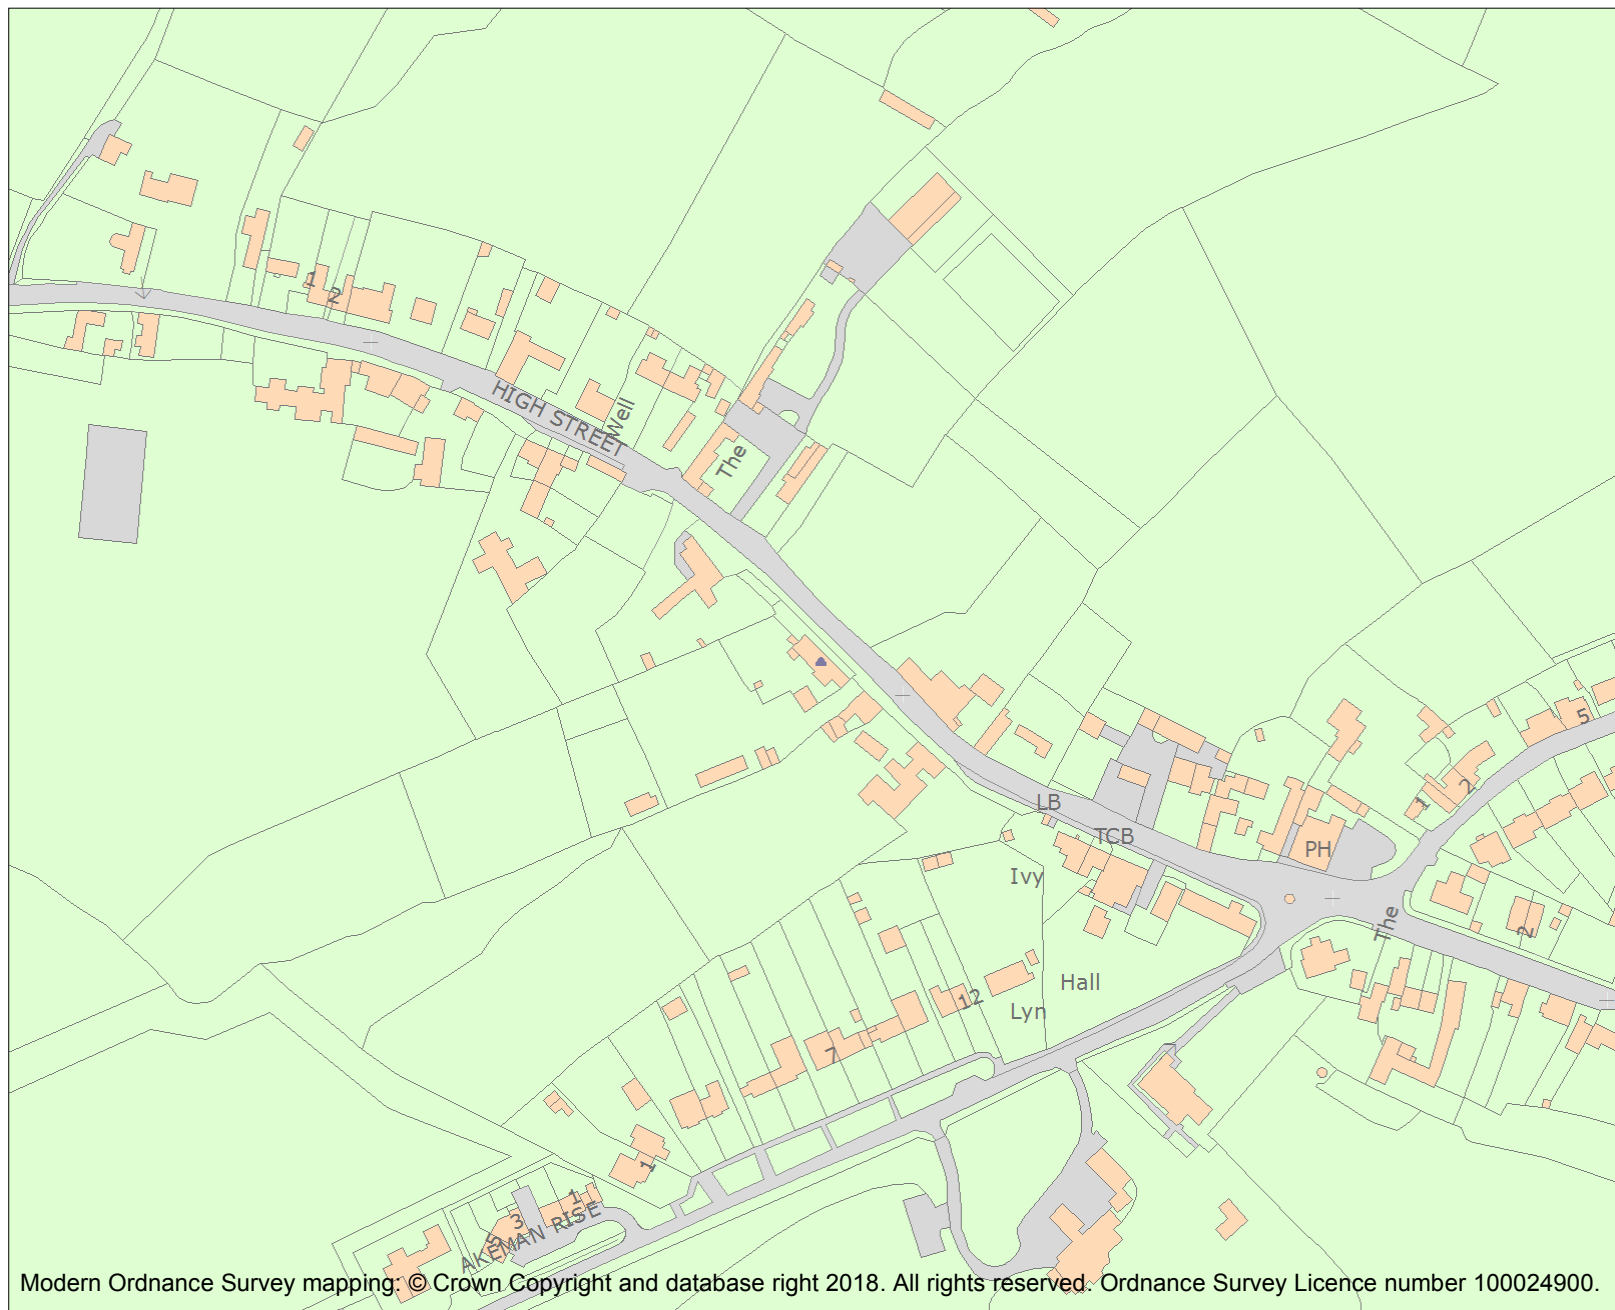 1
2
HIGH STREET
Well
The
5
1
2
LB
TCB
PH
Ivy
The
2
Hall
12
Lyn
7
1
1
3
5
AKEMAN RISE
Modern Ordnance Survey mapping: © Crown Copyright and database right 2018. All rights reserved. Ordnance Survey Licence number 100024900.